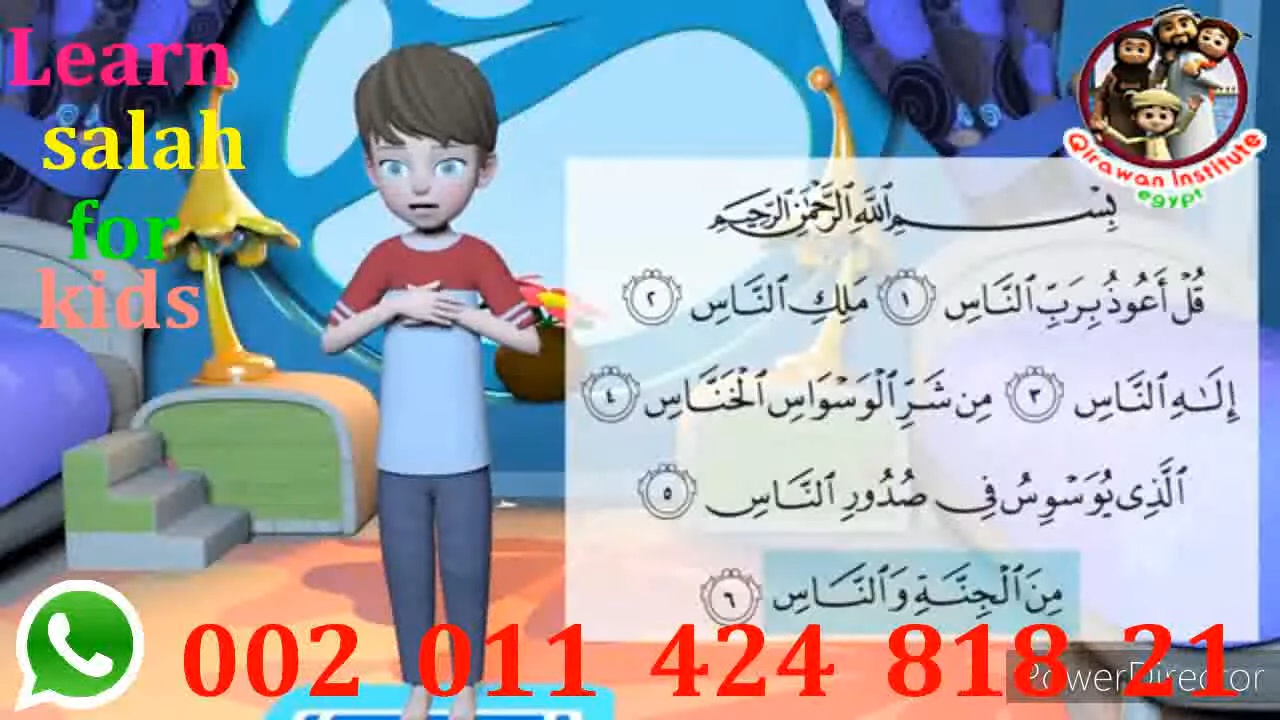 Learn
salah
for
kids
Qirawan Institute
egypt
بِسْمِ ٱللَّهِ ٱلرَّحْمَٰنِ ٱلرَّحِيمِ
قُلْ أَعُوذُ بِرَبِّ ٱلنَّاسِ ١ مَلِكِ ٱلنَّاسِ ٢
إِلَٰهِ ٱلنَّاسِ ٣ مِن شَرِّ ٱلْوَسْوَاسِ ٱلْخَنَّاسِ ٤
ٱلَّذِى يُوَسْوِسُ فِى صُدُورِ ٱلنَّاسِ ٥
مِنَ ٱلْجِنَّةِ وَٱلنَّاسِ ٦
002 011 424 818 21
PowerDirector